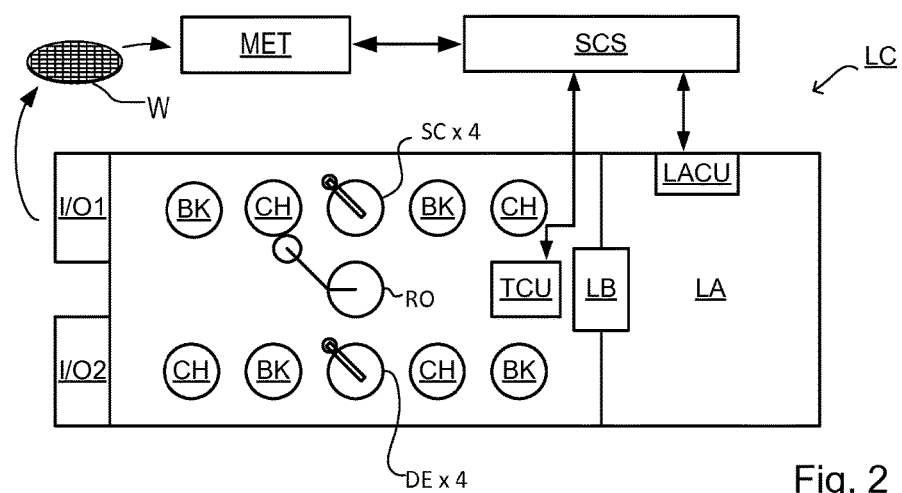 MET
SCS
LC
W
SC x 4
LACU
I/O1
BK
CH
BK
CH
RO
TCU
LB
LA
I/O2
CH
BK
CH
BK
DE x 4
Fig. 2